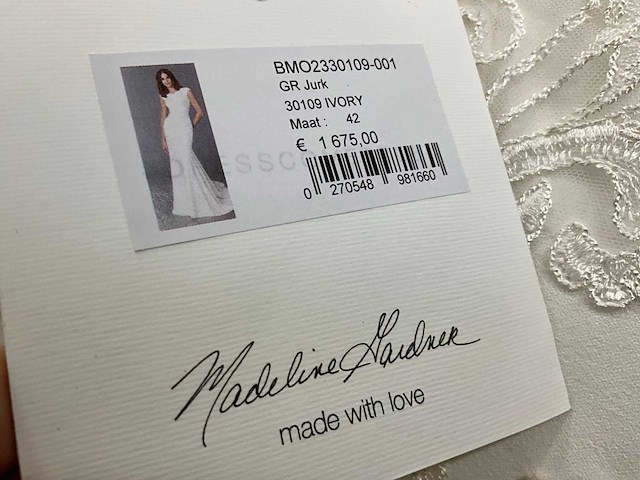 BMO2330109-001
GR Jurk
30109 IVORY
Maat : 42
€ 1 675,00
0 270548 981660
Madeline Gardner
made with love